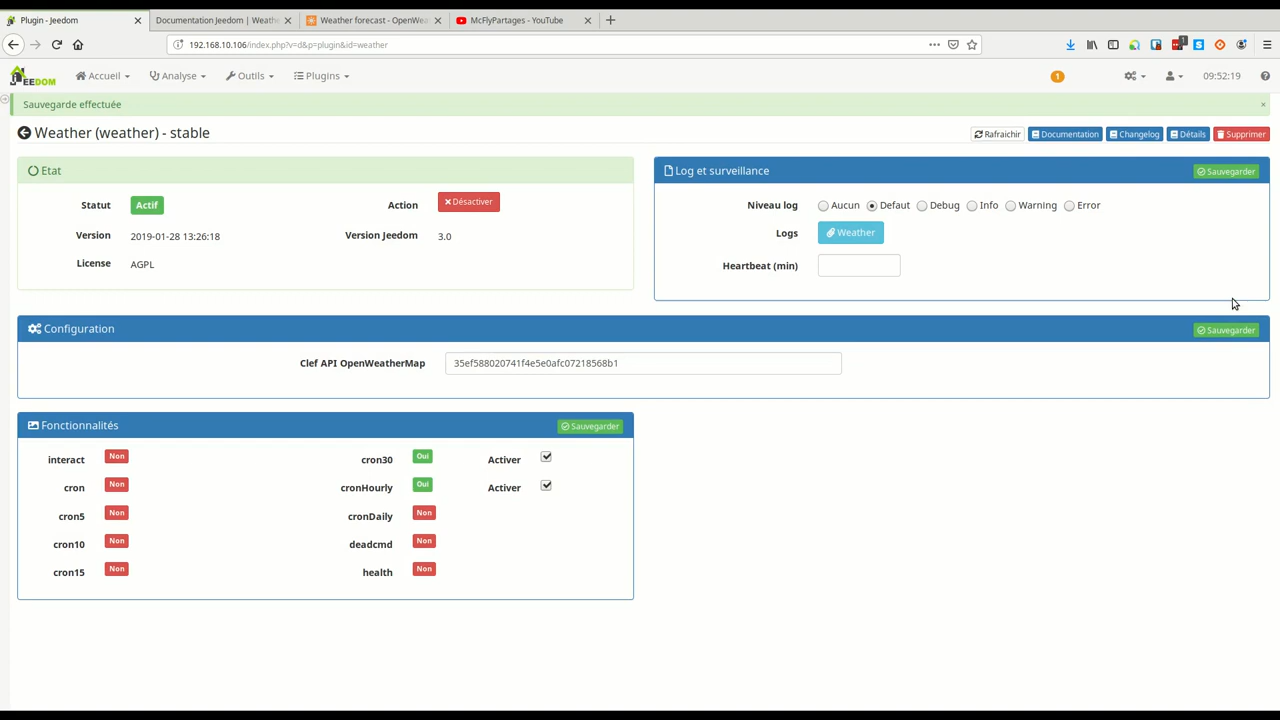 Plugin - Jeedom
Documentation Jeedom | Weathe
Weather forecast - OpenWea
McFlyPartages - YouTube
192.168.10.106/index.php?v=d&p=plugin&id=weather
1
JEEDOM
Accueil
Analyse
Outils
Plugins
1
09:52:19
Sauvegarde effectuée
×
Weather (weather) - stable
Rafraichir
Documentation
Changelog
Détails
Supprimer
Etat
Statut Actif Action Désactiver
Version 2019-01-28 13:26:18 Version Jeedom 3.0
License AGPL
Log et surveillance Sauvegarder
Niveau log Aucun Defaut Debug Info Warning Error
Logs Weather
Heartbeat (min)
Configuration Sauvegarder
Clef API OpenWeatherMap 35ef588020741f4e5e0afc07218568b1
Fonctionnalités Sauvegarder
interact Non cron30 Oui Activer
cron Non cronHourly Oui Activer
cron5 Non cronDaily Non
cron10 Non deadcmd Non
cron15 Non health Non